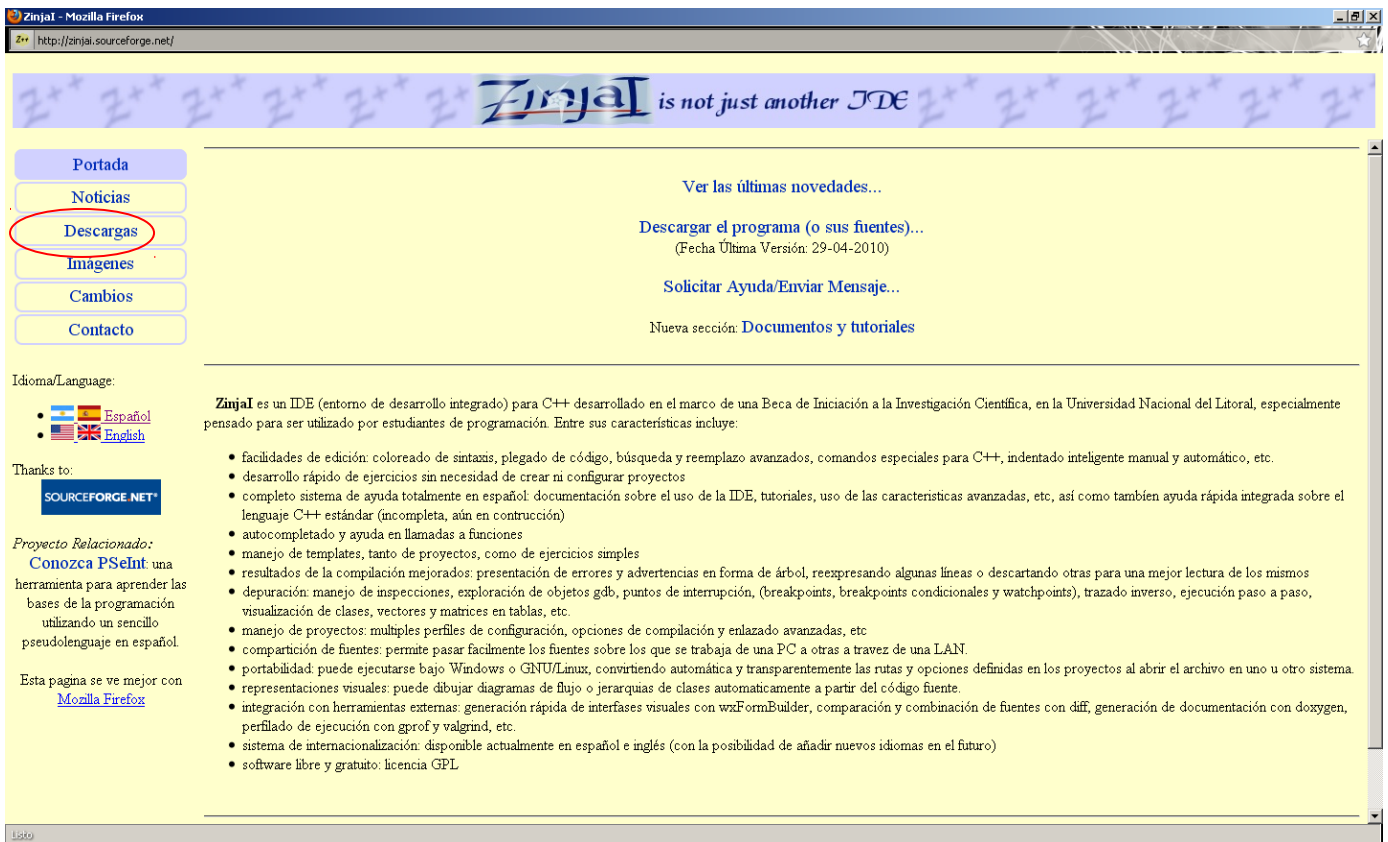 ZinjaI - Mozilla Firefox
Z++ http://zinjai.sourceforge.net/
Z++ Z++ Z++ Z++ Z++ Z++ ZinjaI is not just another IDE Z++ Z++ Z++ Z++ Z++ Z++
Portada
Noticias
Descargas
Imágenes
Cambios
Contacto
Idioma/Language:
Español
English
Thanks to:
SOURCEFORGE.NET®
Proyecto Relacionado:
Conozca PSeInt: una
herramienta para aprender las
bases de la programación
utilizando un sencillo
pseudolenguaje en español.
Esta pagina se ve mejor con
Mozilla Firefox
Ver las últimas novedades...
Descargar el programa (o sus fuentes)...
(Fecha Última Versión: 29-04-2010)
Solicitar Ayuda/Enviar Mensaje...
Nueva sección: Documentos y tutoriales
ZinjaI es un IDE (entorno de desarrollo integrado) para C++ desarrollado en el marco de una Beca de Iniciación a la Investigación Científica, en la Universidad Nacional del Litoral, especialmente
pensado para ser utilizado por estudiantes de programación. Entre sus características incluye:
• facilidades de edición: coloreado de sintaxis, plegado de código, búsqueda y reemplazo avanzados, comandos especiales para C++, indentado inteligente manual y automático, etc.
• desarrollo rápido de ejercicios sin necesidad de crear ni configurar proyectos
• completo sistema de ayuda totalmente en español: documentación sobre el uso de la IDE, tutoriales, uso de las caracteristicas avanzadas, etc, así como tambíen ayuda rápida integrada sobre el
lenguaje C++ estándar (incompleta, aún en contrucción)
• autocompletado y ayuda en llamadas a funciones
• manejo de templates, tanto de proyectos, como de ejercicios simples
• resultados de la compilación mejorados: presentación de errores y advertencias en forma de árbol, reexpresando algunas líneas o descartando otras para una mejor lectura de los mismos
• depuración: manejo de inspecciones, exploración de objetos gdb, puntos de interrupción, (breakpoints, breakpoints condicionales y watchpoints), trazado inverso, ejecución paso a paso,
visualización de clases, vectores y matrices en tablas, etc.
• manejo de proyectos: multiples perfiles de configuración, opciones de compilación y enlazado avanzadas, etc
• compartición de fuentes: permite pasar facilmente los fuentes sobre los que se trabaja de una PC a otras a travez de una LAN.
• portabilidad: puede ejecutarse bajo Windows o GNU/Linux, convirtiendo automática y transparentemente las rutas y opciones definidas en los proyectos al abrir el archivo en uno u otro sistema.
• representaciones visuales: puede dibujar diagramas de flujo o jerarquias de clases automaticamente a partir del código fuente.
• integración con herramientas externas: generación rápida de interfases visuales con wxFormBuilder, comparación y combinación de fuentes con diff, generación de documentación con doxygen,
perfilado de ejecución con gprof y valgrind, etc.
• sistema de internacionalización: disponible actualmente en español e inglés (con la posibilidad de añadir nuevos idiomas en el futuro)
• software libre y gratuito: licencia GPL
Listo